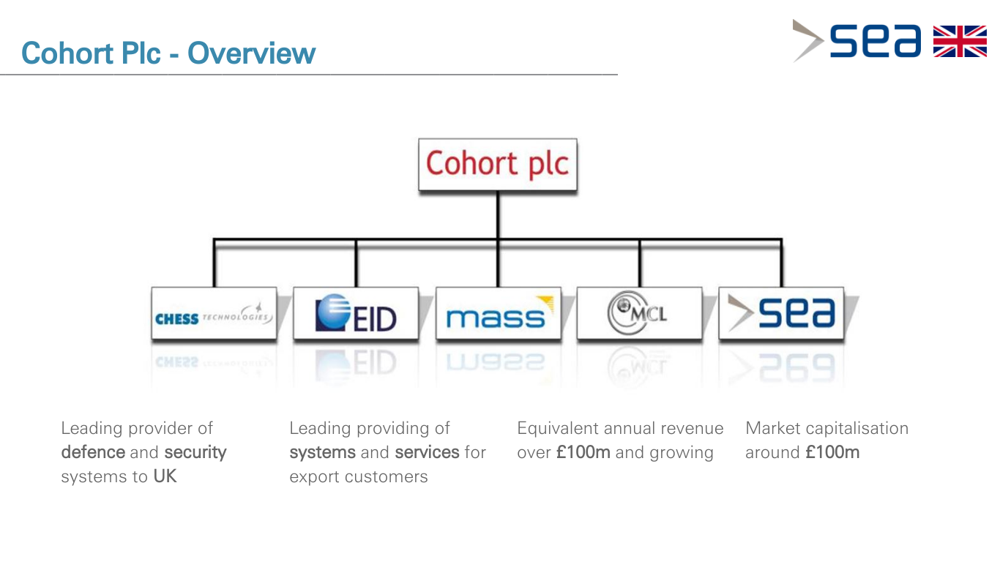 Cohort Plc - Overview
sea
Cohort plc
CHESS TECHNOLOGIES
EID
mass
MCL
sea
Leading provider of
defence and security
systems to UK
Leading providing of
systems and services for
export customers
Equivalent annual revenue
over £100m and growing
Market capitalisation
around £100m